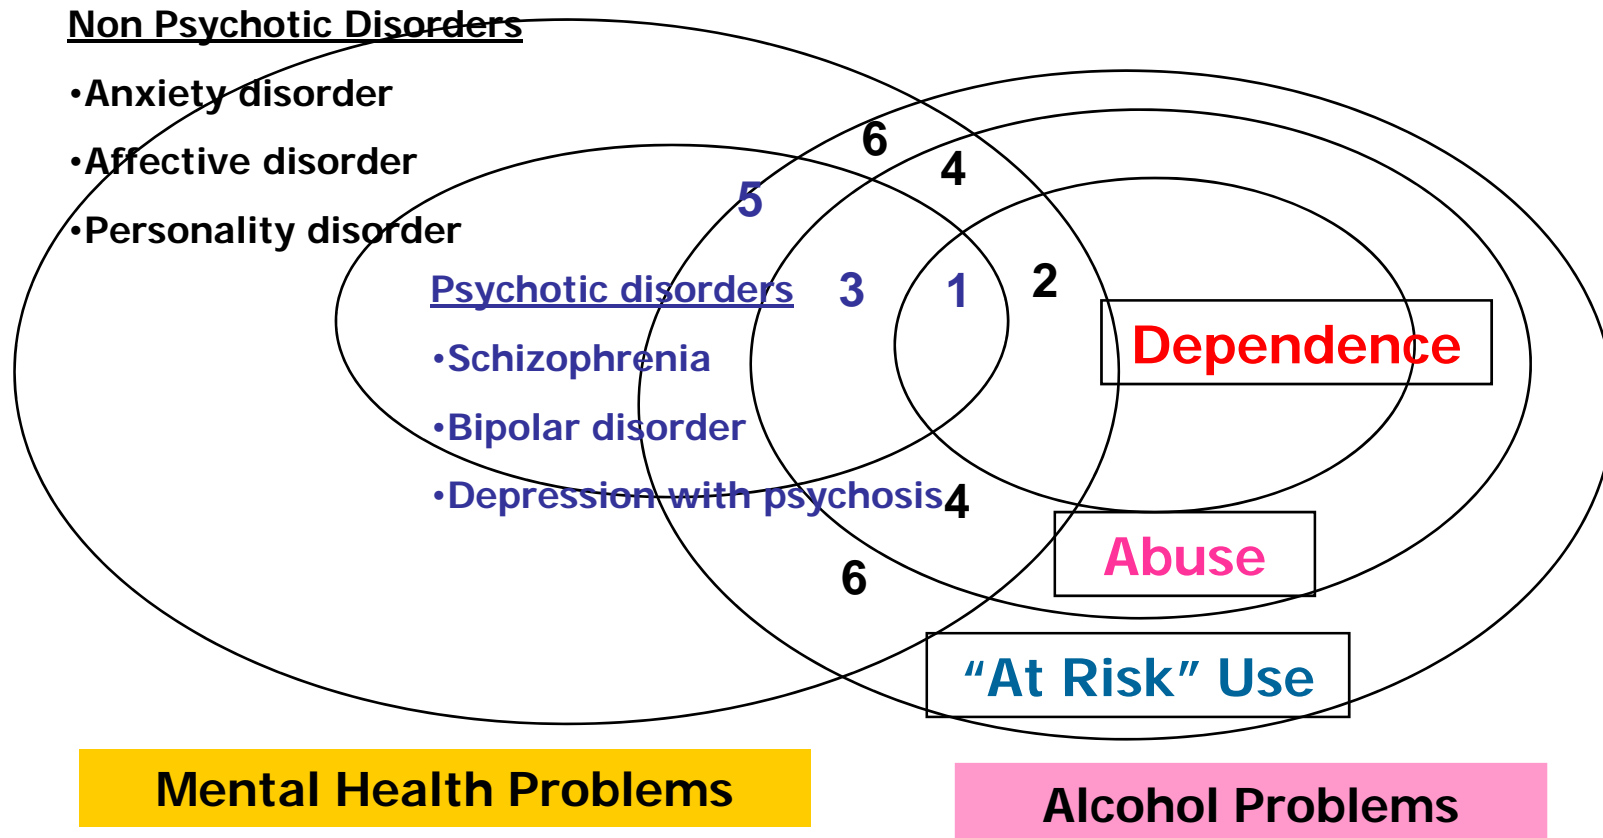 Non Psychotic Disorders
•Anxiety disorder
•Affective disorder
•Personality disorder
6
4
5
Psychotic disorders
3
1
2
•Schizophrenia
•Bipolar disorder
•Depression with psychosis
4
6
Dependence
Abuse
“At Risk” Use
Mental Health Problems
Alcohol Problems